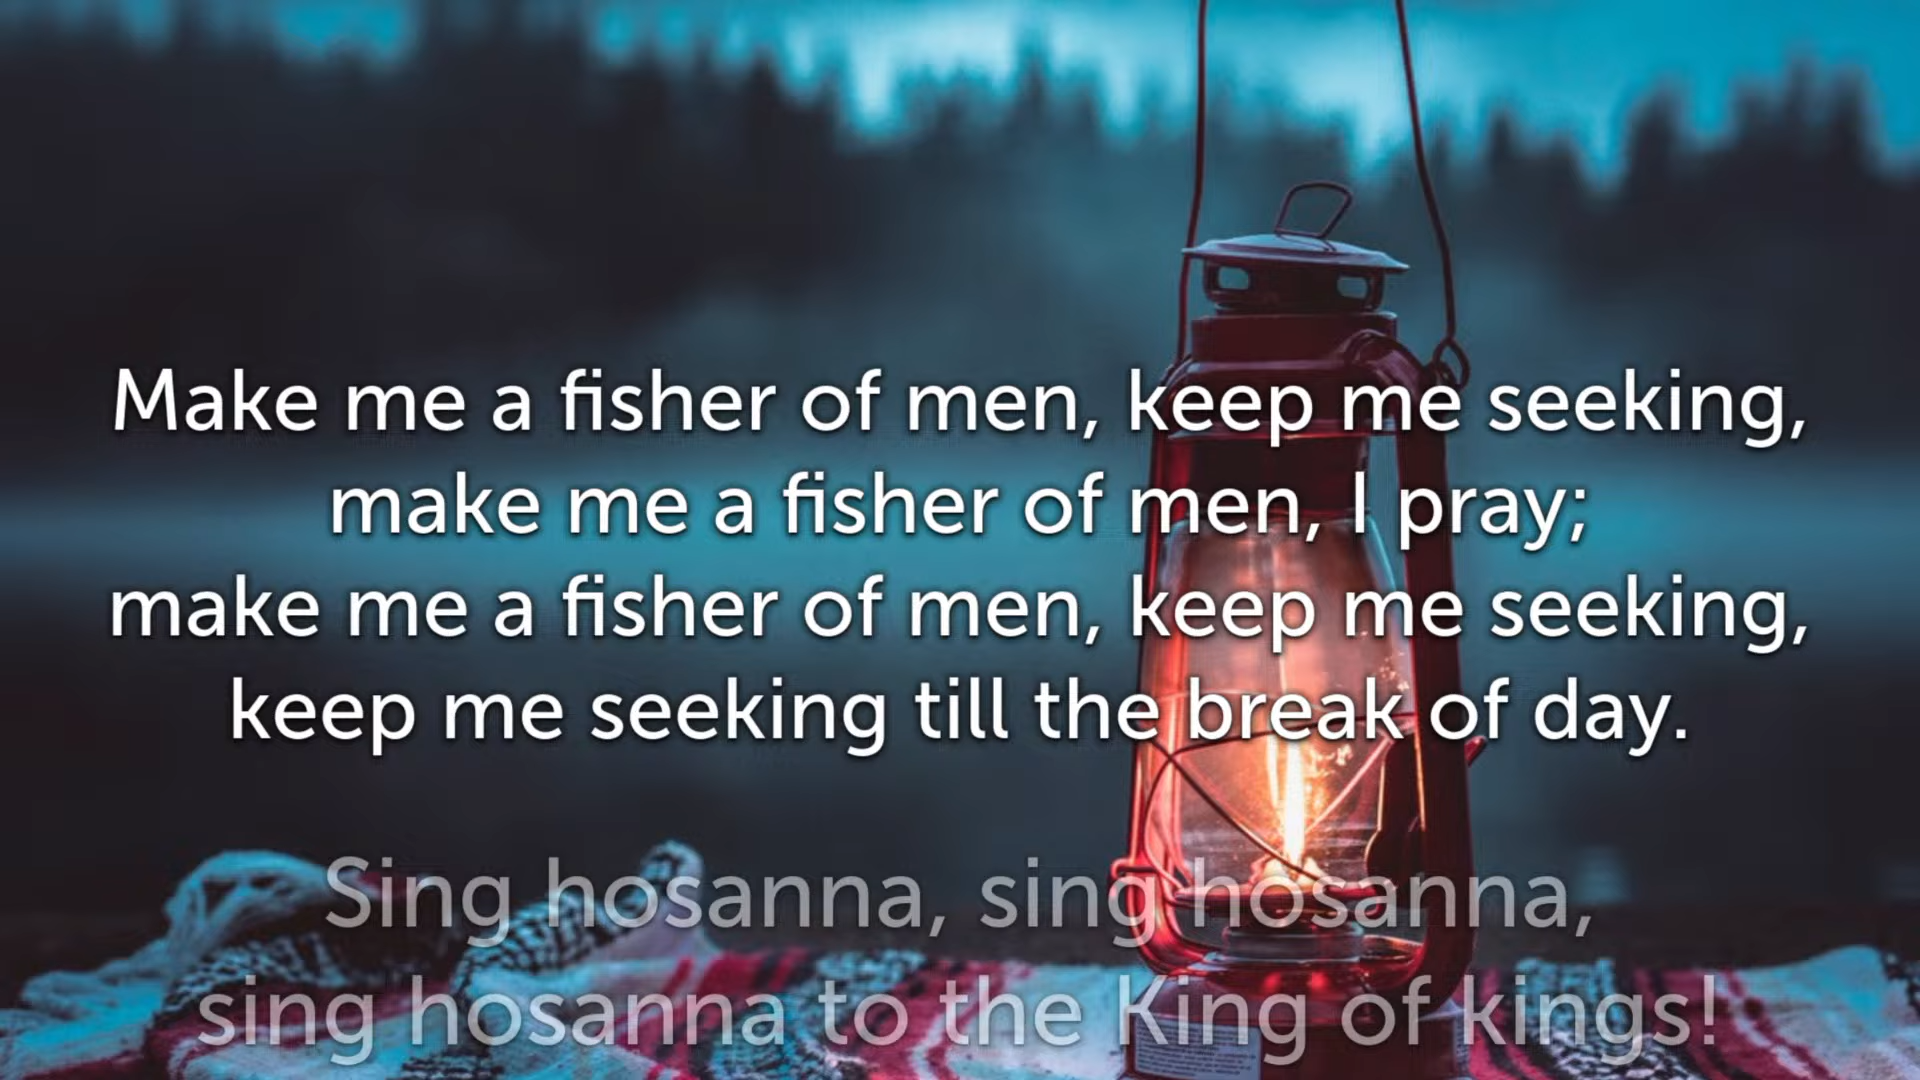 Make me a fisher of men, keep me seeking,
make me a fisher of men, I pray;
make me a fisher of men, keep me seeking,
keep me seeking till the break of day.
Sing hosanna, sing hosanna,
sing hosanna to the King of kings!